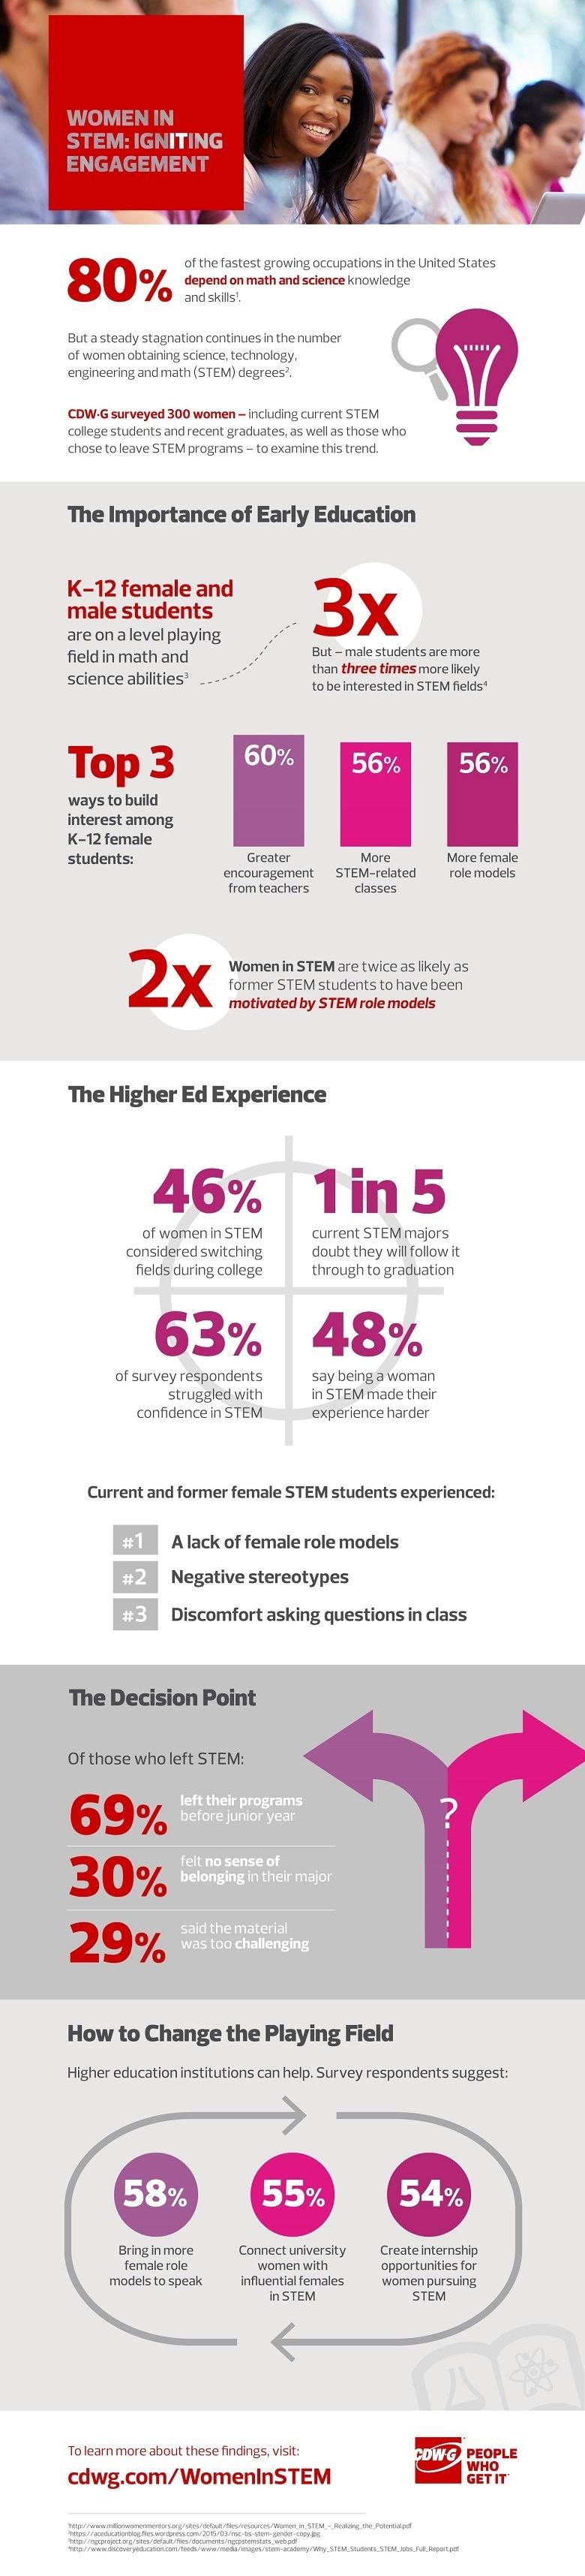 WOMEN IN
STEM: IGNITING
ENGAGEMENT
80%
of the fastest growing occupations in the United States
depend on math and science knowledge
and skills¹.
But a steady stagnation continues in the number
of women obtaining science, technology,
engineering and math (STEM) degrees².
CDW·G surveyed 300 women – including current STEM
college students and recent graduates, as well as those who
chose to leave STEM programs – to examine this trend.
The Importance of Early Education
K-12 female and
male students
are on a level playing
field in math and
science abilities³
3x
But – male students are more
than three times more likely
to be interested in STEM fields⁴
Top 3
ways to build
interest among
K-12 female
students:
60%
Greater
encouragement
from teachers
56%
More
STEM-related
classes
56%
More female
role models
2x
Women in STEM are twice as likely as
former STEM students to have been
motivated by STEM role models
The Higher Ed Experience
46%
of women in STEM
considered switching
fields during college
1 in 5
current STEM majors
doubt they will follow it
through to graduation
63%
of survey respondents
struggled with
confidence in STEM
48%
say being a woman
in STEM made their
experience harder
Current and former female STEM students experienced:
#1 A lack of female role models
#2 Negative stereotypes
#3 Discomfort asking questions in class
The Decision Point
Of those who left STEM:
69%
left their programs
before junior year
30%
felt no sense of
belonging in their major
29%
said the material
was too challenging
?
How to Change the Playing Field
Higher education institutions can help. Survey respondents suggest:
58%
Bring in more
female role
models to speak
55%
Connect university
women with
influential females
in STEM
54%
Create internship
opportunities for
women pursuing
STEM
To learn more about these findings, visit:
cdwg.com/WomenInSTEM
CDW·G PEOPLE
WHO
GET IT
¹http://www.millionwomenmentors.org/sites/default/files/resources/Women_in_STEM_-_Realizing_the_Potential.pdf
²https://aceducationblog.files.wordpress.com/2015/03/nsc-bs-stem-gender-copy.jpg
³http://ngcproject.org/sites/default/files/documents/ngcpstemstats_web.pdf
⁴http://www.discoveryeducation.com/feeds/www/media/images/stem-academy/Why_STEM_Students_STEM_Jobs_Full_Report.pdf